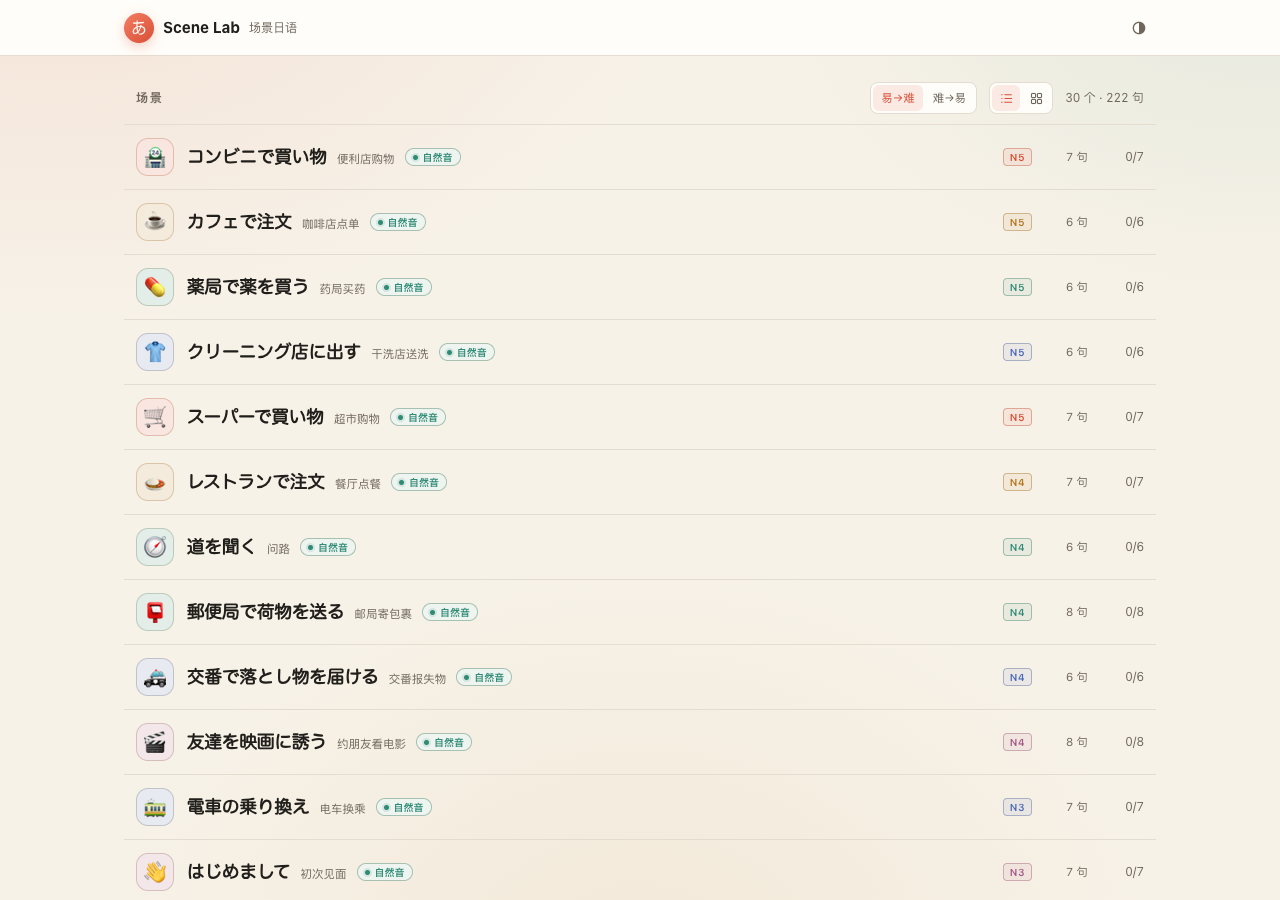 あ Scene Lab 场景日语
场景 易→难 难→易 30 个 · 222 句
コンビニで買い物 便利店购物 自然音 N5 7 句 0/7
カフェで注文 咖啡店点单 自然音 N5 6 句 0/6
薬局で薬を買う 药局买药 自然音 N5 6 句 0/6
クリーニング店に出す 干洗店送洗 自然音 N5 6 句 0/6
スーパーで買い物 超市购物 自然音 N5 7 句 0/7
レストランで注文 餐厅点餐 自然音 N4 7 句 0/7
道を聞く 问路 自然音 N4 6 句 0/6
郵便局で荷物を送る 邮局寄包裹 自然音 N4 8 句 0/8
交番で落とし物を届ける 交番报失物 自然音 N4 6 句 0/6
友達を映画に誘う 约朋友看电影 自然音 N4 8 句 0/8
電車の乗り換え 电车换乘 自然音 N3 7 句 0/7
はじめまして 初次见面 自然音 N3 7 句 0/7